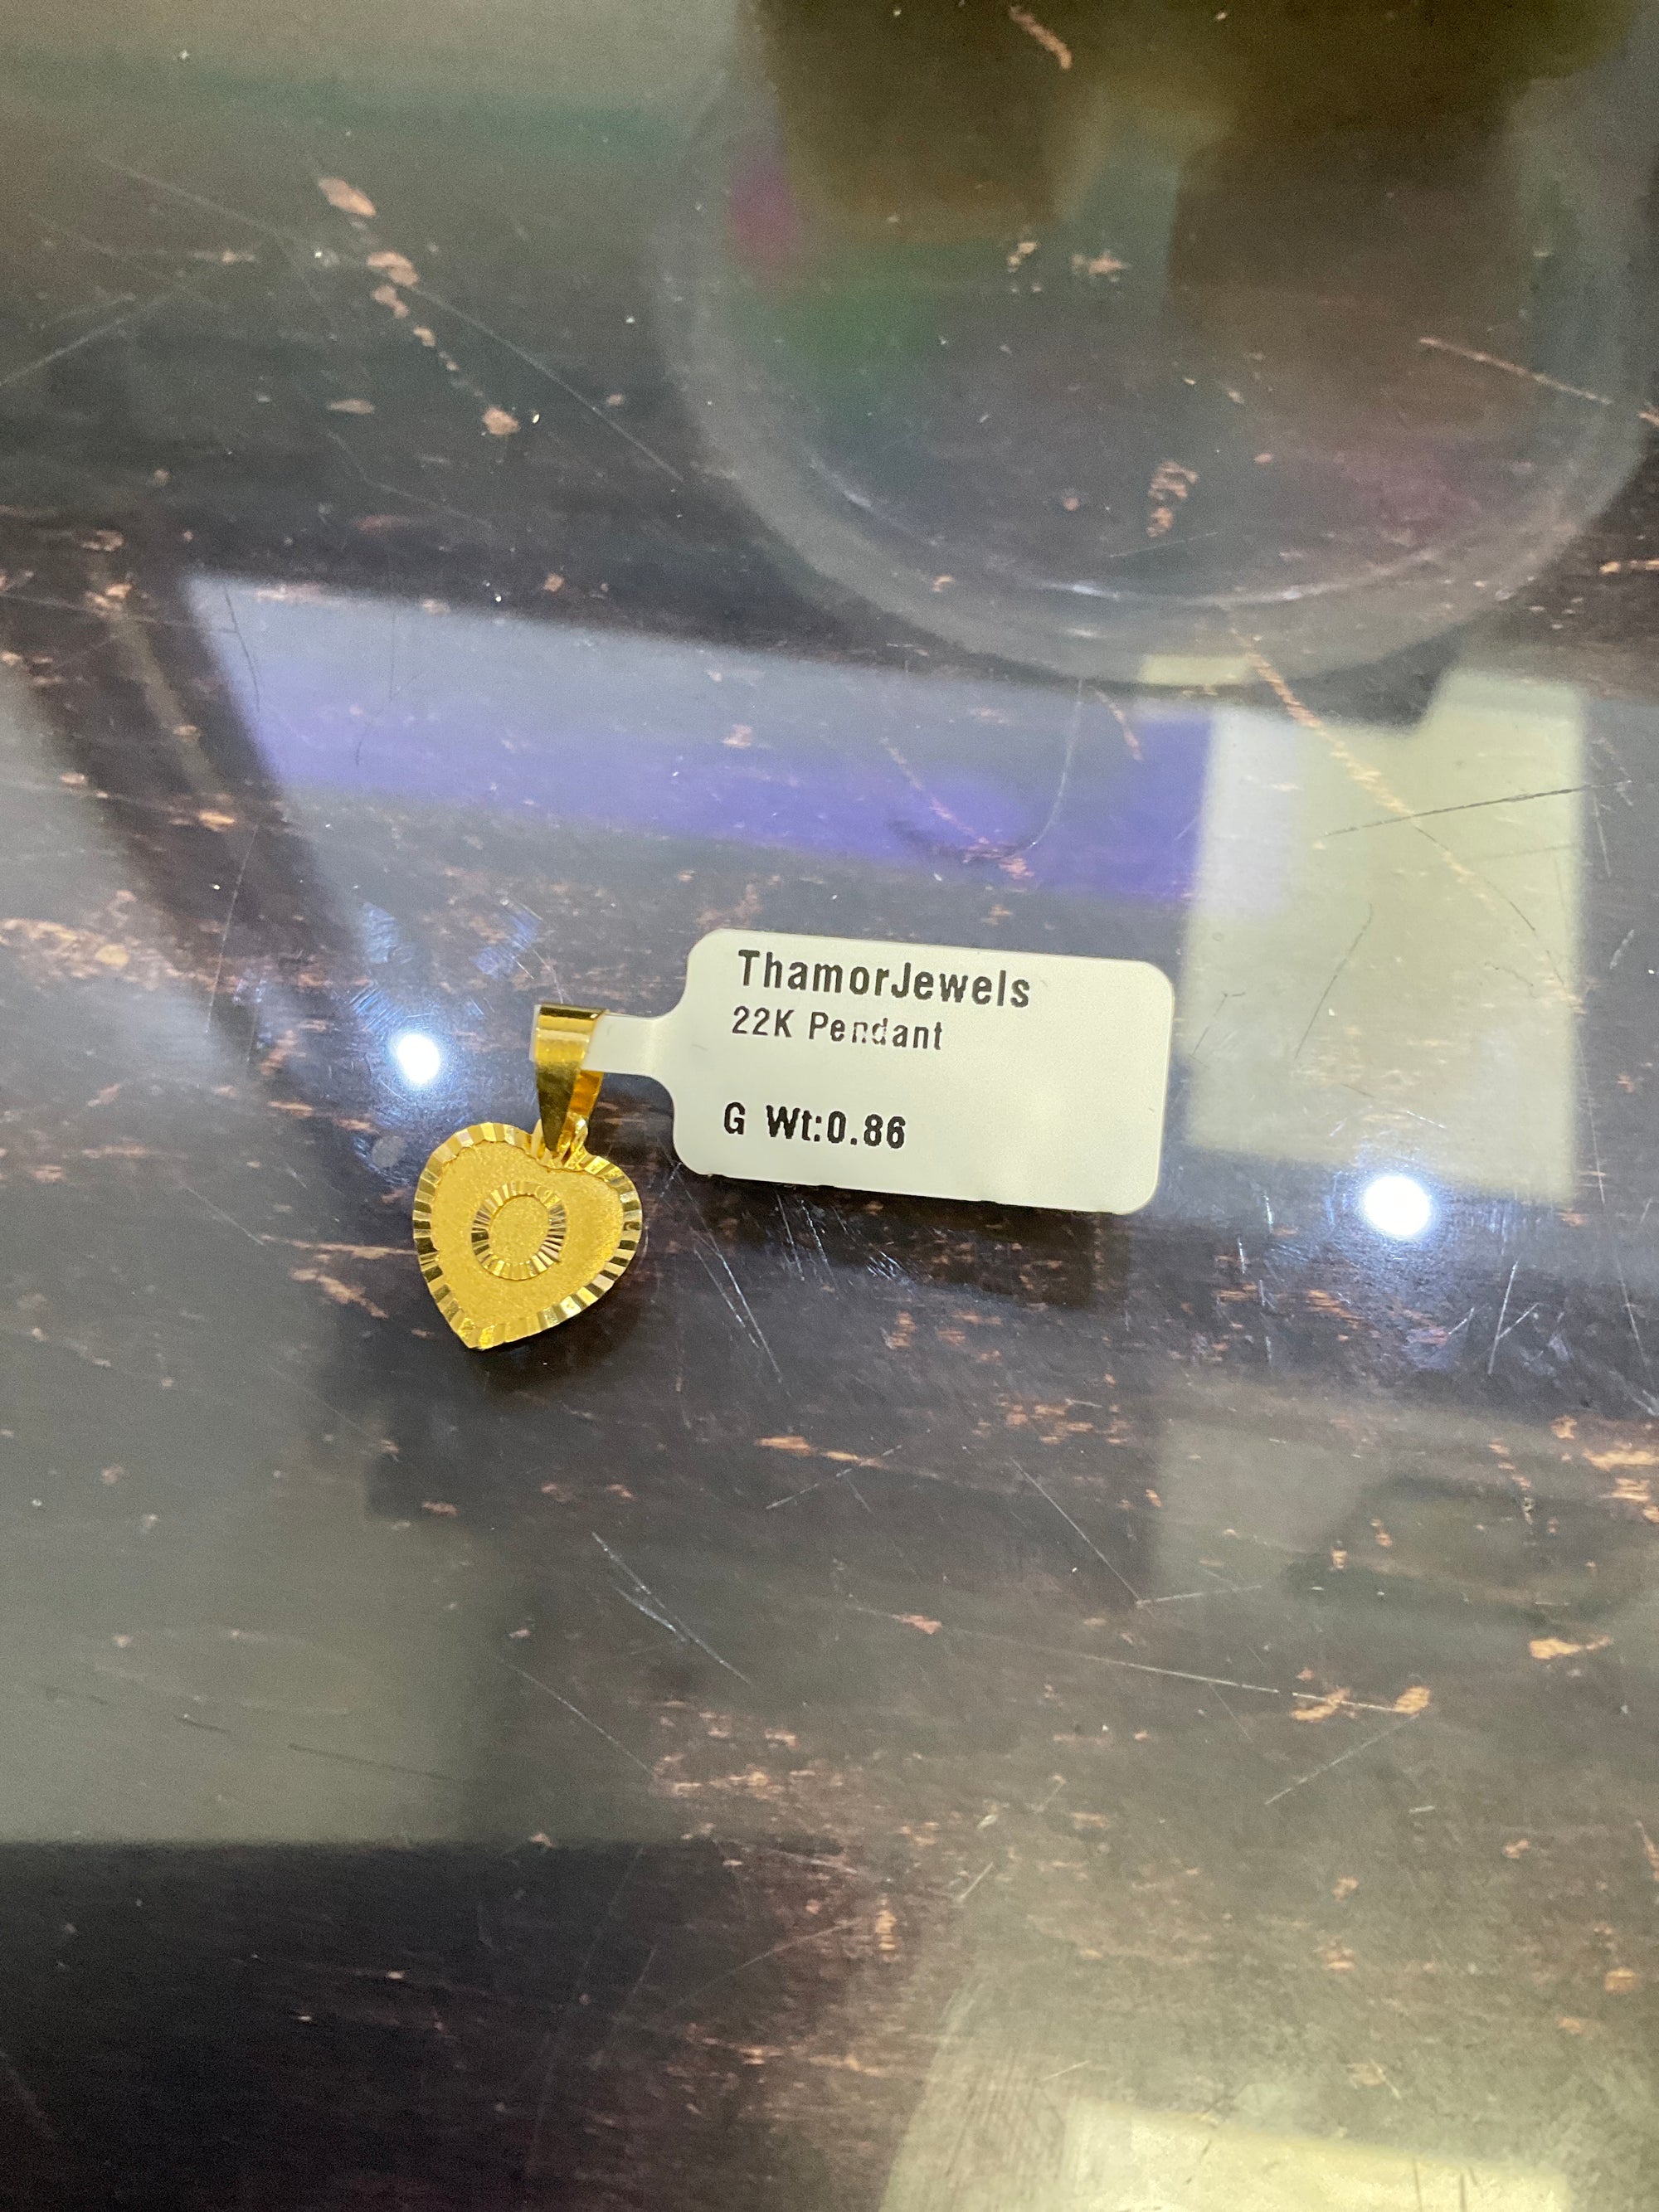 ThamorJewels
22K Pendant
G Wt:0.86
O